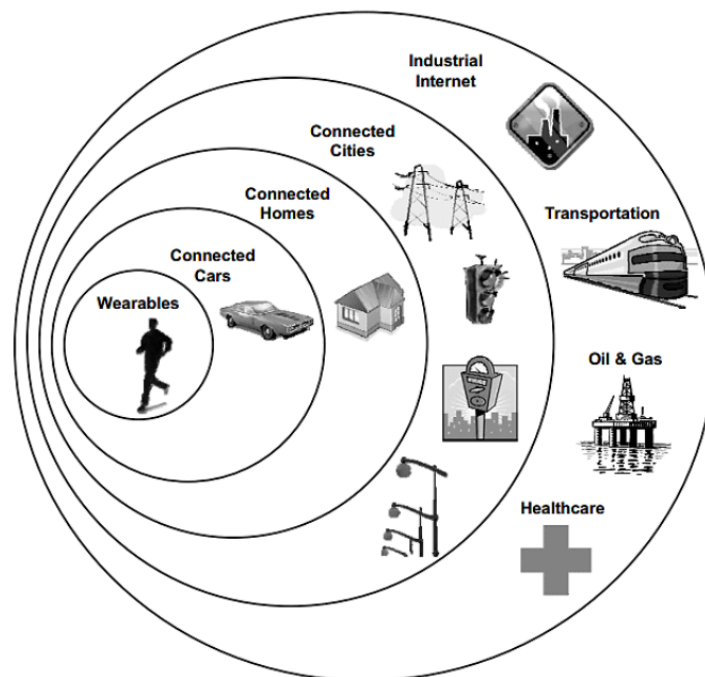 Industrial
Internet
Connected
Cities
Connected
Homes
Transportation
Connected
Cars
Wearables
Oil & Gas
Healthcare